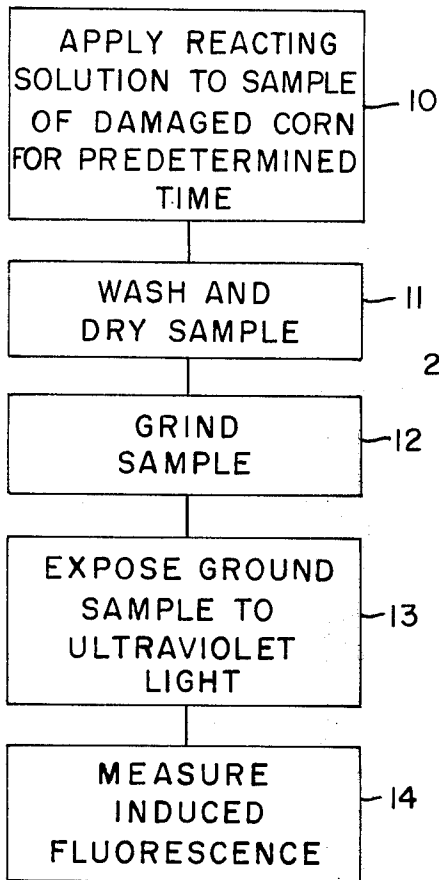 APPLY REACTING
SOLUTION TO SAMPLE
OF DAMAGED CORN
FOR PREDETERMINED
TIME
10
WASH AND
DRY SAMPLE
11
2
GRIND
SAMPLE
12
EXPOSE GROUND
SAMPLE TO
ULTRAVIOLET
LIGHT
13
MEASURE
INDUCED
FLUORESCENCE
14